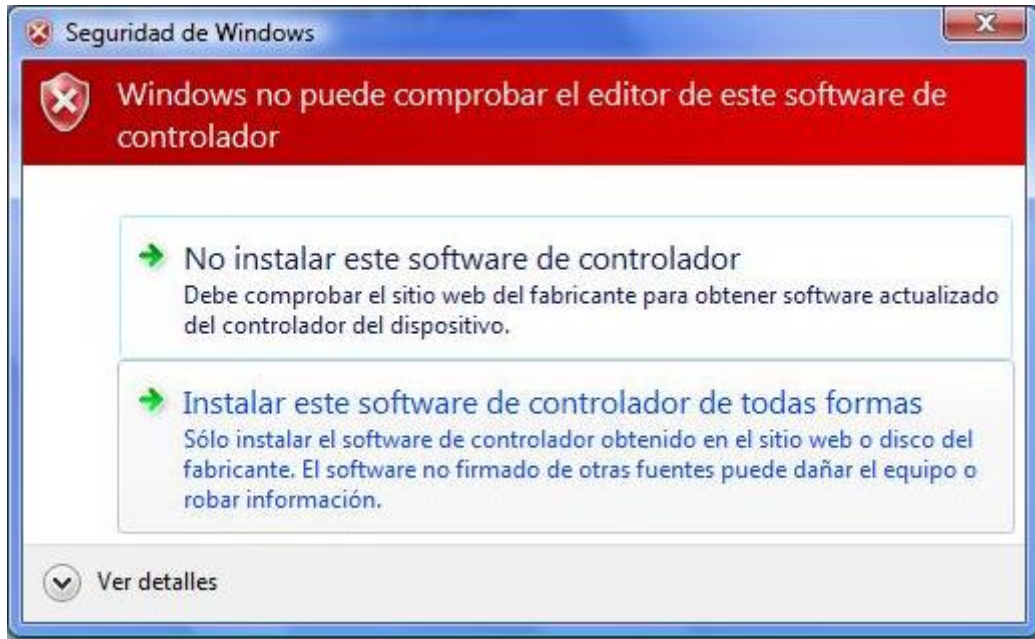 Seguridad de Windows
Windows no puede comprobar el editor de este software de
controlador
No instalar este software de controlador
Debe comprobar el sitio web del fabricante para obtener software actualizado
del controlador del dispositivo.
Instalar este software de controlador de todas formas
Sólo instalar el software de controlador obtenido en el sitio web o disco del
fabricante. El software no firmado de otras fuentes puede dañar el equipo o
robar información.
Ver detalles